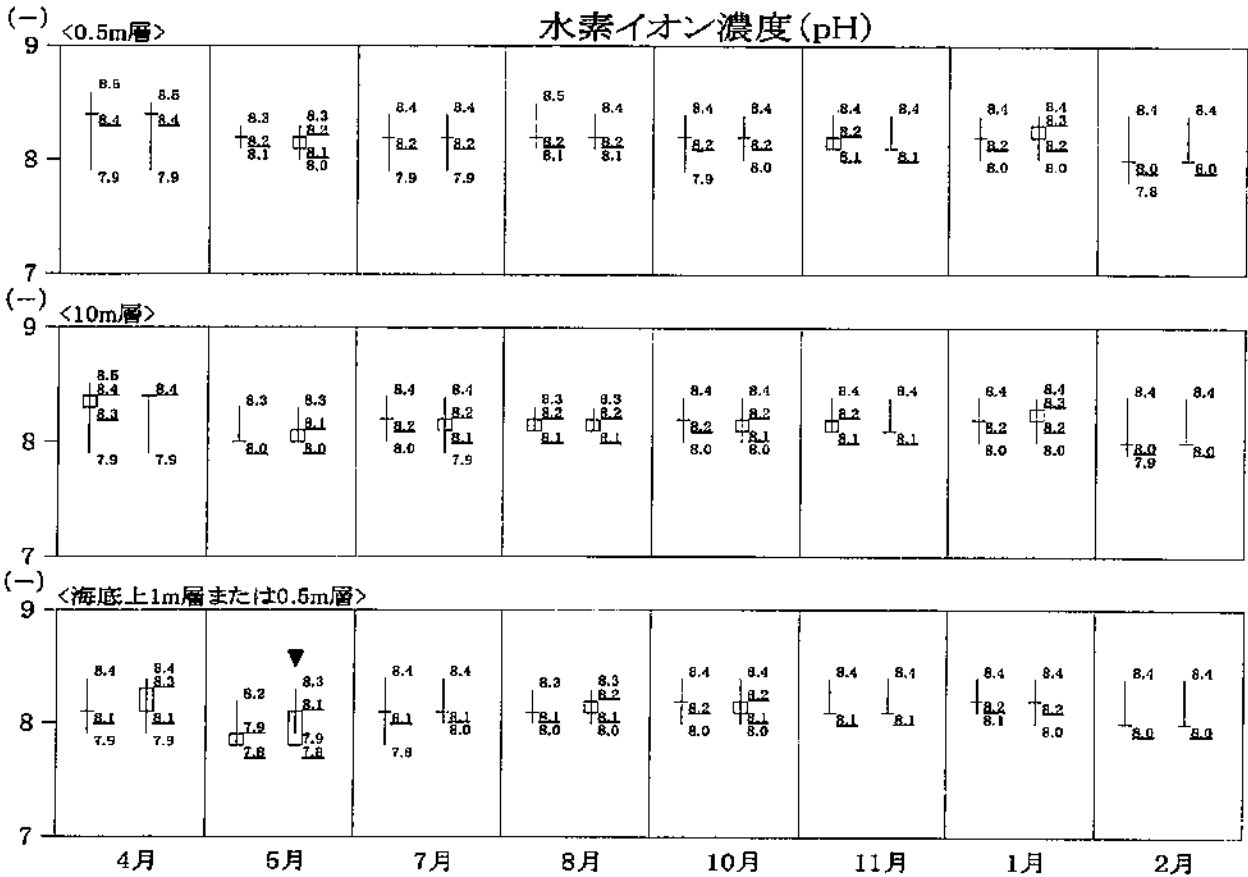 水素イオン濃度(pH)
(－)
<0.5m層>
9
8
7
8.6 8.5 8.3 8.3 8.4 8.4 8.5 8.4 8.4 8.4 8.4 8.4 8.4 8.4 8.4 8.4
8.4 8.4 8.2 8.2 8.2 8.2 8.2 8.2 8.2 8.2 8.2 8.1 8.2 8.3 8.0 8.0
7.9 7.9 8.1 8.1 7.9 7.9 8.1 8.1 7.9 8.0 8.1 8.0 8.2 7.8
8.0 8.0
(－)
<10m層>
9
8
7
8.5 8.4 8.3 8.3 8.4 8.4 8.3 8.3 8.4 8.4 8.4 8.4 8.4 8.4 8.4 8.4
8.4 7.9 8.0 8.1 8.2 8.2 8.2 8.2 8.2 8.2 8.2 8.1 8.2 8.3 8.0 8.0
8.3 8.0 8.0 8.1 8.1 8.1 8.0 8.1 8.1 8.0 8.2 7.9
7.9 7.9 8.0 8.0
(－)
<海底上1m層または0.5m層>
9
8
7
8.4 8.4 8.2 8.3 8.4 8.4 8.3 8.3 8.4 8.4 8.4 8.4 8.4 8.4 8.4 8.4
8.1 8.3 7.9 8.1 8.1 8.1 8.1 8.2 8.2 8.2 8.1 8.1 8.2 8.2 8.0 8.0
7.9 8.1 7.8 7.9 7.8 8.0 8.0 8.1 8.0 8.1 8.1 8.0
7.9 7.8 8.0 8.0
4月 5月 7月 8月 10月 11月 1月 2月